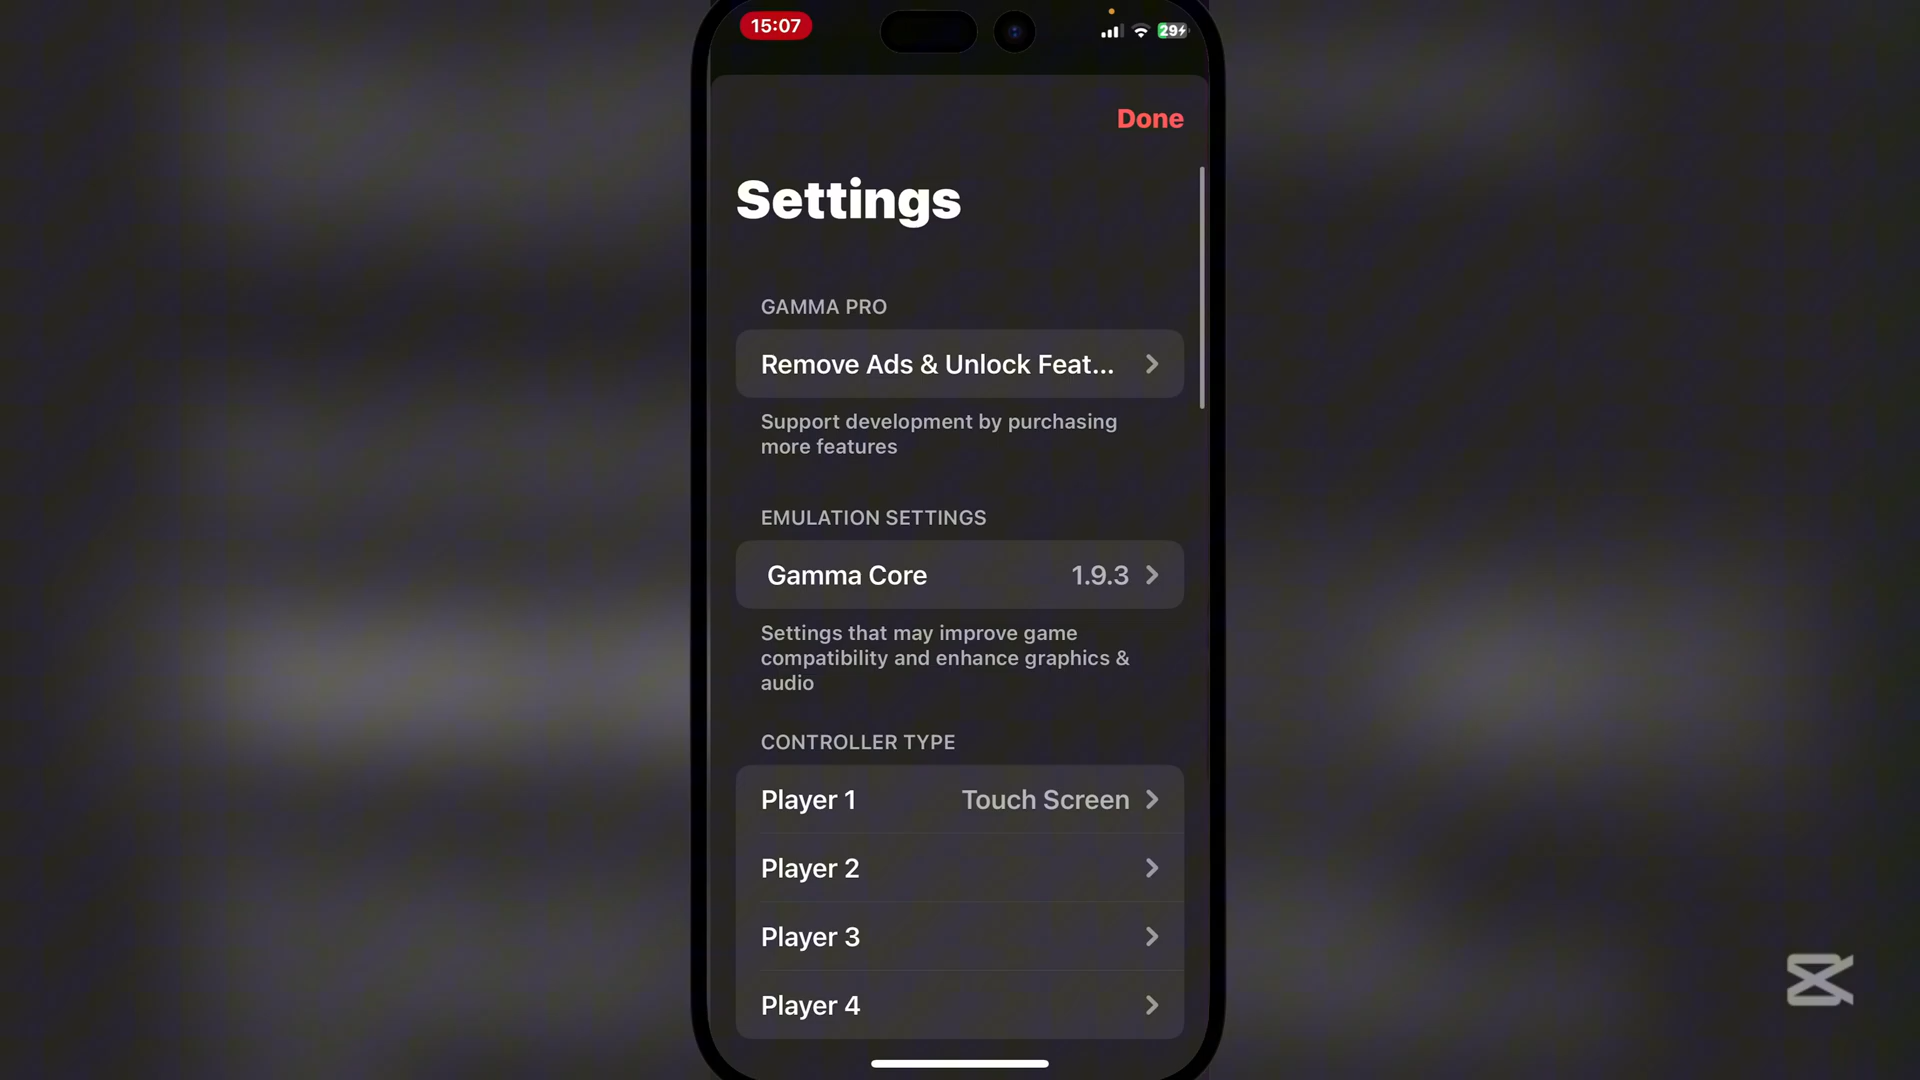 15:07
29
Done
Settings
GAMMA PRO
Remove Ads & Unlock Feat...
Support development by purchasing
more features
EMULATION SETTINGS
Gamma Core 1.9.3
Settings that may improve game
compatibility and enhance graphics &
audio
CONTROLLER TYPE
Player 1 Touch Screen
Player 2
Player 3
Player 4